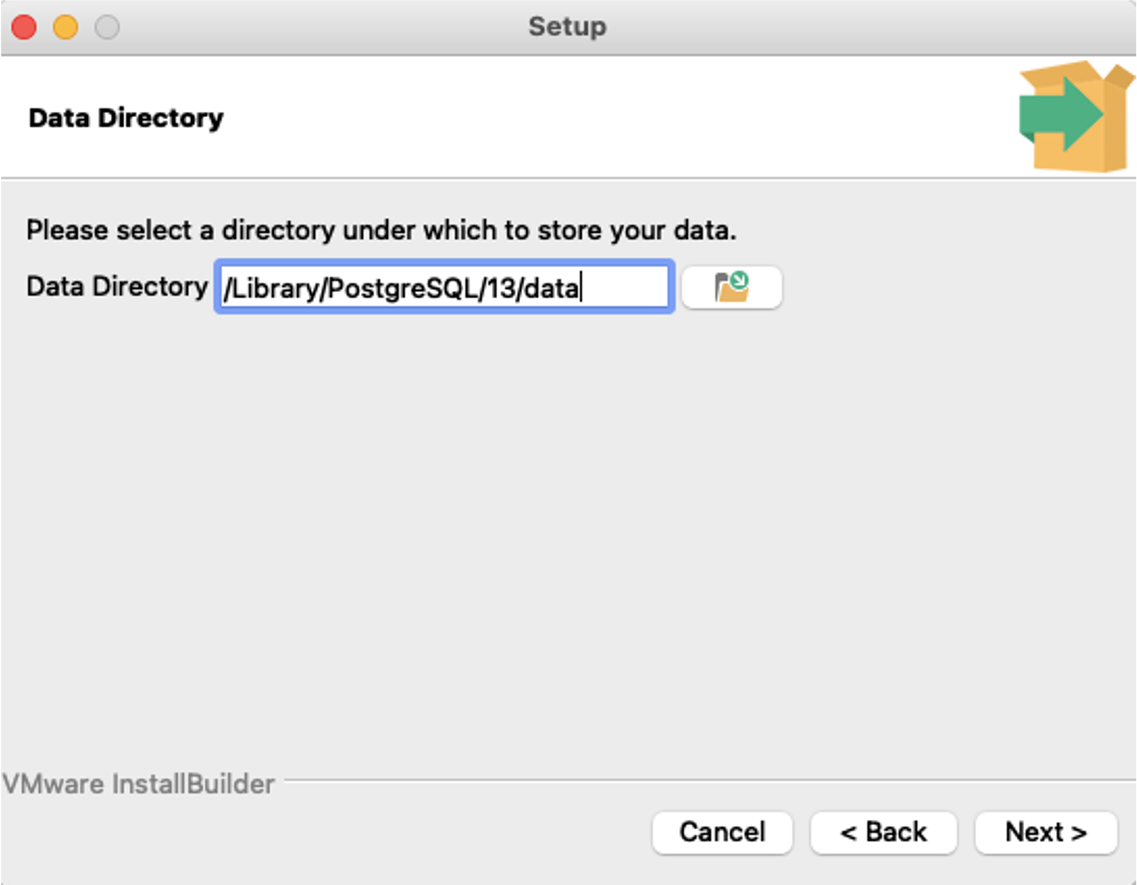 Setup
Data Directory
Please select a directory under which to store your data.
Data Directory /Library/PostgreSQL/13/data
VMware InstallBuilder
Cancel < Back Next >